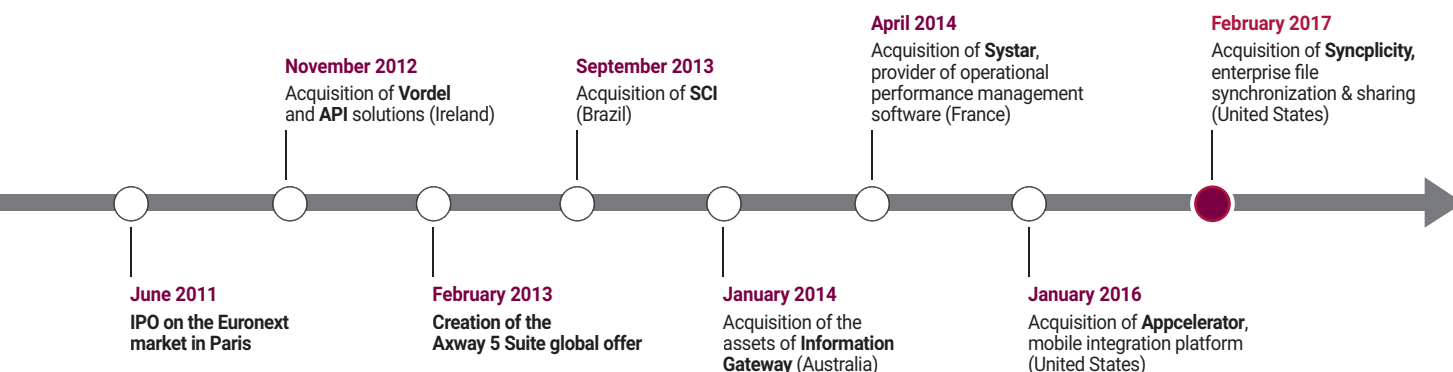 June 2011
IPO on the Euronext
market in Paris
November 2012
Acquisition of Vordel
and API solutions (Ireland)
February 2013
Creation of the
Axway 5 Suite global offer
September 2013
Acquisition of SCI
(Brazil)
January 2014
Acquisition of the
assets of Information
Gateway (Australia)
April 2014
Acquisition of Systar,
provider of operational
performance management
software (France)
January 2016
Acquisition of Appcelerator,
mobile integration platform
(United States)
February 2017
Acquisition of Syncplicity,
enterprise file
synchronization & sharing
(United States)